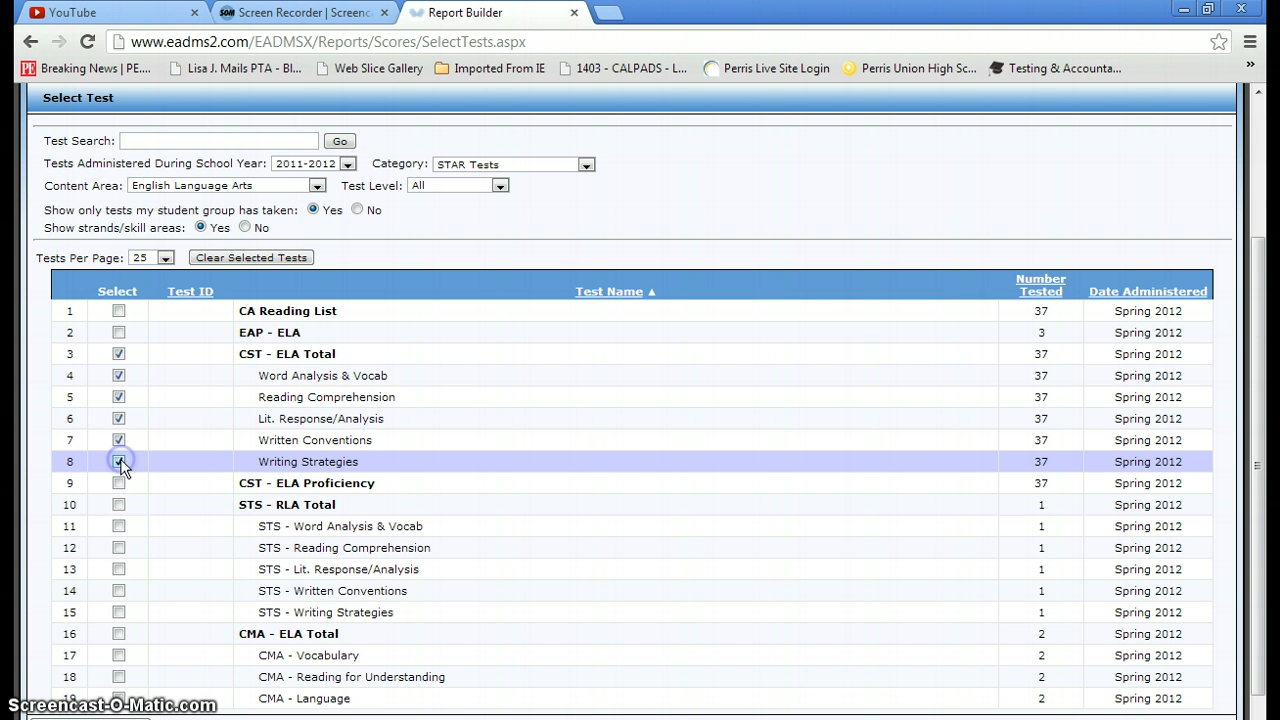 YouTube
Screen Recorder | Screenc
Report Builder
www.eadms2.com/EADMSX/Reports/Scores/SelectTests.aspx
Breaking News | PE.... Lisa J. Mails PTA - Bl... Web Slice Gallery Imported From IE 1403 - CALPADS - L... Perris Live Site Login Perris Union High Sc... Testing & Accounta... »
Select Test
Test Search: Go
Tests Administered During School Year: 2011-2012 Category: STAR Tests
Content Area: English Language Arts Test Level: All
Show only tests my student group has taken: Yes No
Show strands/skill areas: Yes No
Tests Per Page: 25 Clear Selected Tests
Select Test ID Test Name ▲ Number Tested Date Administered
1 CA Reading List 37 Spring 2012
2 EAP - ELA 3 Spring 2012
3 CST - ELA Total 37 Spring 2012
4 Word Analysis & Vocab 37 Spring 2012
5 Reading Comprehension 37 Spring 2012
6 Lit. Response/Analysis 37 Spring 2012
7 Written Conventions 37 Spring 2012
8 Writing Strategies 37 Spring 2012
9 CST - ELA Proficiency 37 Spring 2012
10 STS - RLA Total 1 Spring 2012
11 STS - Word Analysis & Vocab 1 Spring 2012
12 STS - Reading Comprehension 1 Spring 2012
13 STS - Lit. Response/Analysis 1 Spring 2012
14 STS - Written Conventions 1 Spring 2012
15 STS - Writing Strategies 1 Spring 2012
16 CMA - ELA Total 2 Spring 2012
17 CMA - Vocabulary 2 Spring 2012
18 CMA - Reading for Understanding 2 Spring 2012
19 CMA - Language 2 Spring 2012
Screencast-O-Matic.com